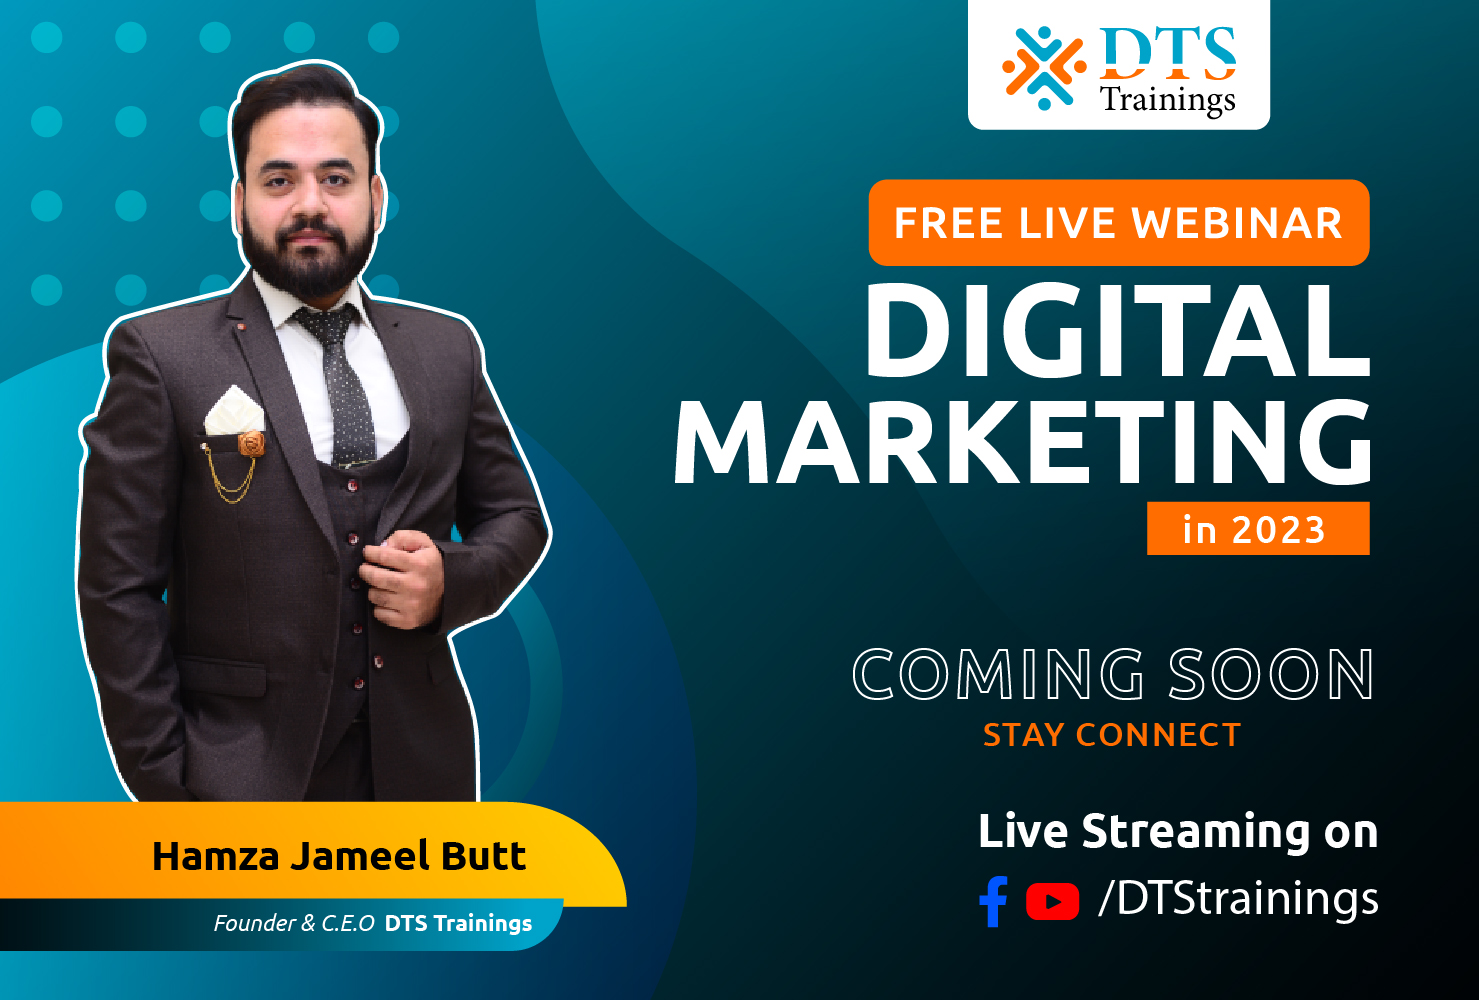 DTS
Trainings
FREE LIVE WEBINAR
DIGITAL
MARKETING
in 2023
COMING SOON
STAY CONNECT
Live Streaming on
/DTStrainings
Hamza Jameel Butt
Founder & C.E.O DTS Trainings